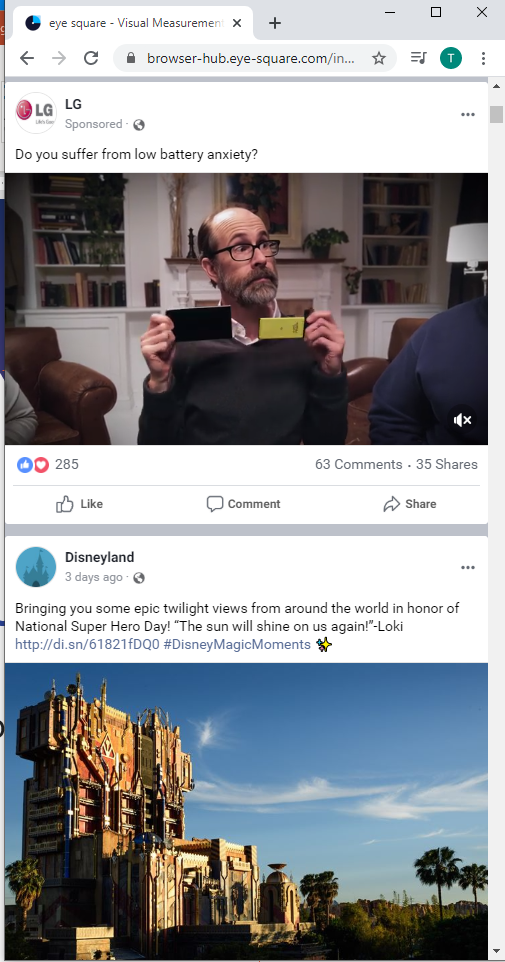 eye square - Visual Measurement
browser-hub.eye-square.com/in...
T
LG
LG
Sponsored ·
Do you suffer from low battery anxiety?
285
63 Comments · 35 Shares
Like
Comment
Share
Disneyland
3 days ago ·
Bringing you some epic twilight views from around the world in honor of
National Super Hero Day! “The sun will shine on us again!”-Loki
http://di.sn/61821fDQ0 #DisneyMagicMoments ✨